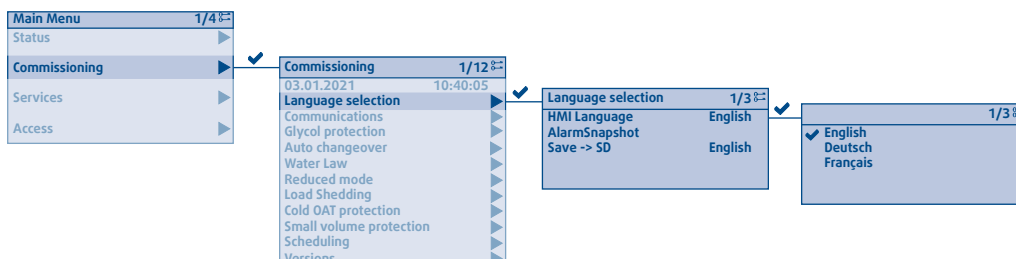 Main Menu 1/4
Status
Commissioning
Services
Access
Commissioning 1/12
03.01.2021 10:40:05
Language selection
Communications
Glycol protection
Auto changeover
Water Law
Reduced mode
Load Shedding
Cold OAT protection
Small volume protection
Scheduling
Versions
Language selection 1/3
HMI Language English
AlarmSnapshot
Save -> SD English
1/3
English
Deutsch
Français